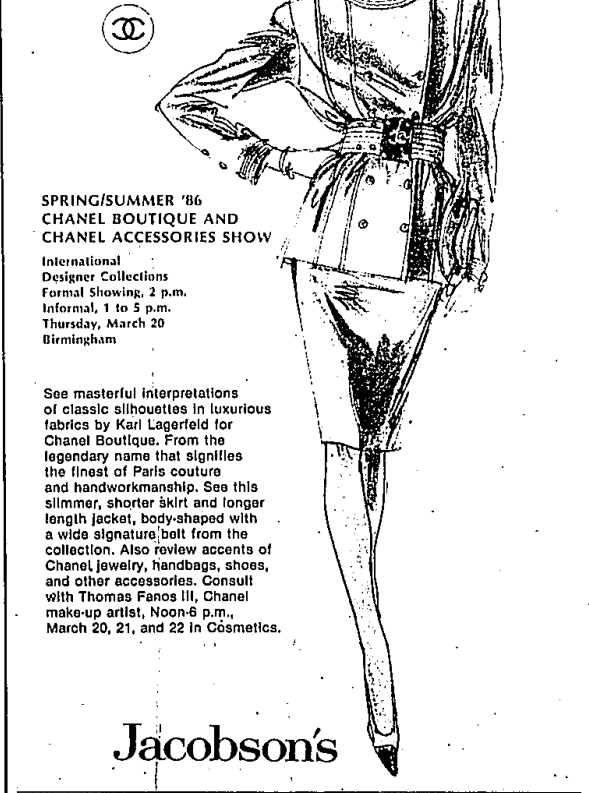 SPRING/SUMMER '86
CHANEL BOUTIQUE AND
CHANEL ACCESSORIES SHOW
International
Designer Collections
Formal Showing, 2 p.m.
Informal, 1 to 5 p.m.
Thursday, March 20
Birmingham
See masterful interpretations
of classic silhouettes in luxurious
fabrics by Karl Lagerfeld for
Chanel Boutique. From the
legendary name that signifies
the finest of Paris couture
and handworkmanship. See this
slimmer, shorter skirt and longer
length jacket, body-shaped with
a wide signature belt from the
collection. Also review accents of
Chanel jewelry, handbags, shoes,
and other accessories. Consult
with Thomas Fanos III, Chanel
make-up artist, Noon-6 p.m.,
March 20, 21, and 22 in Cosmetics.
Jacobson's